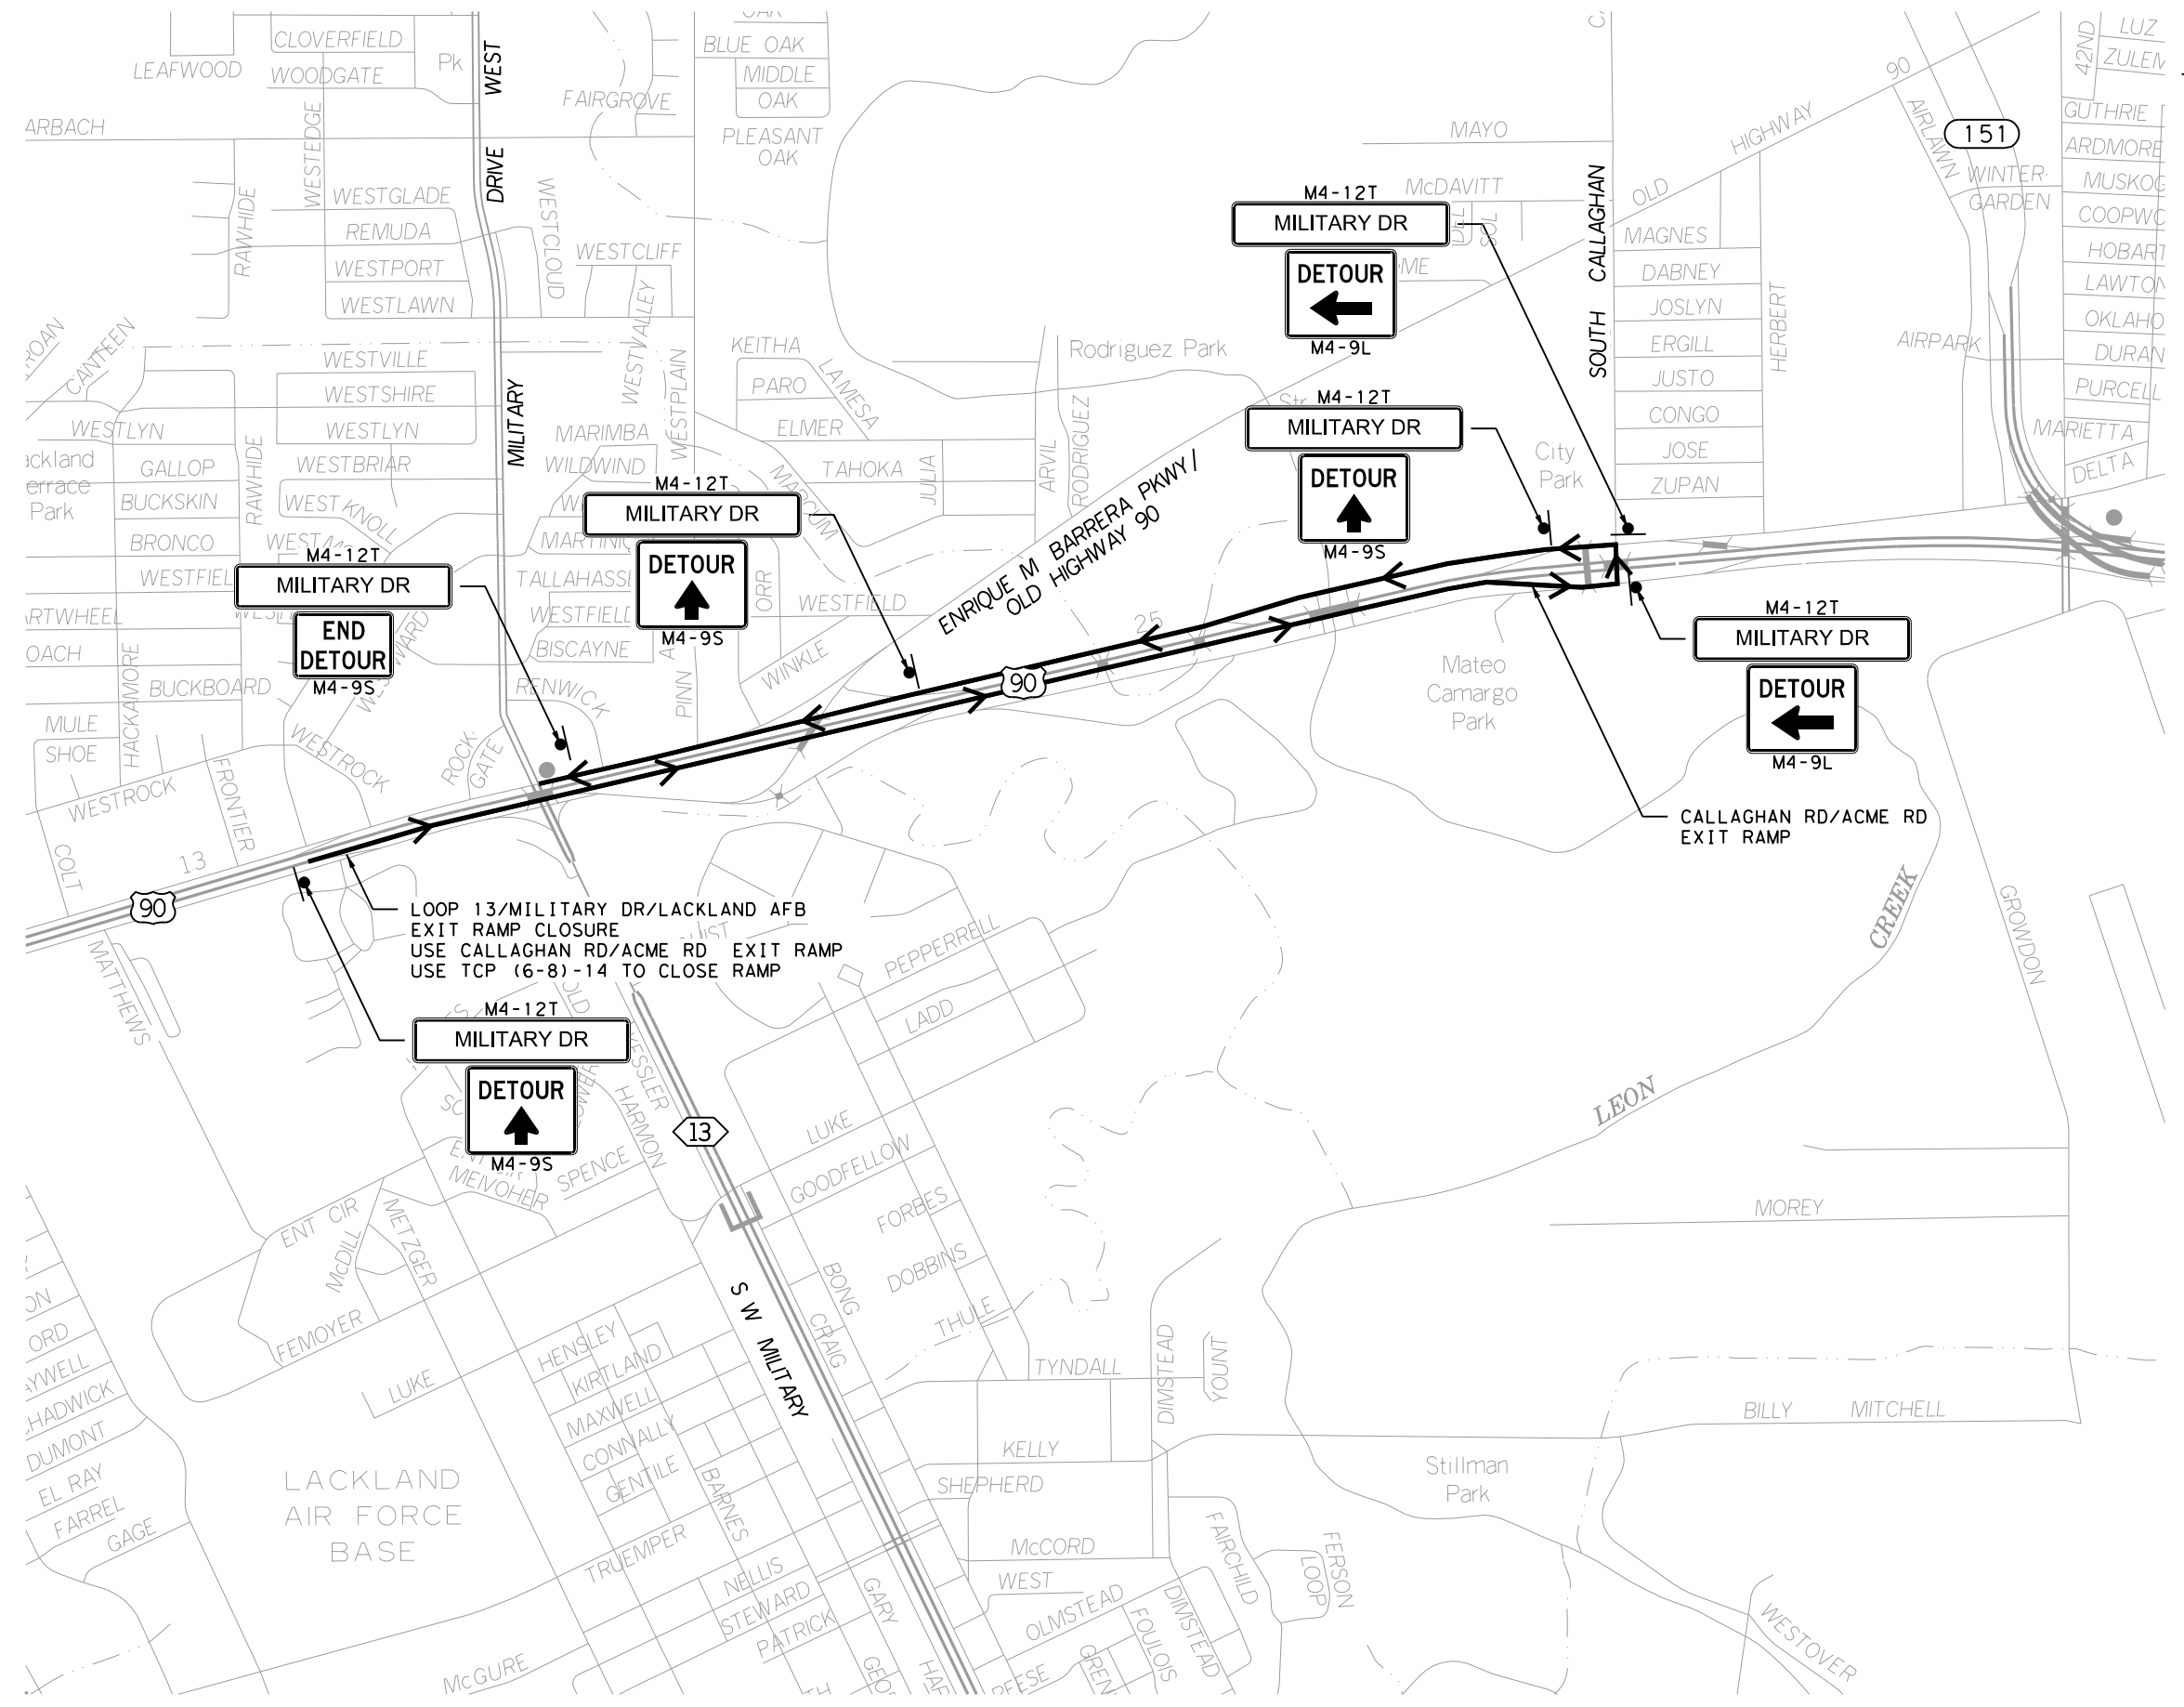 CLOVERFIELD
LEAFWOOD
WOODGATE
Pk
WEST
DRIVE
MILITARY
BLUE OAK
MIDDLE
OAK
FAIRGROVE
PLEASANT
OAK
WESTEDGE
RAWHIDE
WESTGLADE
REMUDA
WESTPORT
WESTLAWN
WESTCLOUD
WESTCLIFF
WESTVALLEY
WESTPLAIN
CANTEEN
WESTVILLE
WESTSHIRE
WESTLYN
WESTLYN
GALLOP
BUCKSKIN
BRONCO
Park
RAWHIDE
WESTBRIAR
WEST KNOLL
KEITHA
PARO
LAMESA
ELMER
MARIMBA
WILDWIND
TAHOKA
JULIA
MARCUM
ARVIL
RODRIGUEZ
Rodriguez Park
MAYO
McDAVITT
SOUTH CALLAGHAN
OLD HIGHWAY 90
151
AIRLAWN
WINTER-
GARDEN
42ND
LUZ
GUTHRIE
ARDMORE
MAGNES
DABNEY
JOSLYN
ERGILL
JUSTO
CONGO
JOSE
ZUPAN
HERBERT
AIRPARK
PURCELL
MARIETTA
DELTA
City
Park
M4-12T
MILITARY DR
DETOUR
M4-9L
M4-12T
MILITARY DR
DETOUR
M4-9S
M4-12T
MILITARY DR
DETOUR
M4-9S
M4-12T
MILITARY DR
END
DETOUR
M4-9S
M4-12T
MILITARY DR
DETOUR
M4-9L
ENRIQUE M BARRERA PKWY/
OLD HIGHWAY 90
25
90
WESTFIELD
BISCAYNE
WESTFIELD
ORR
WINKLE
RENWICK
ROCK-
GATE
HACKAMORE
BUCKBOARD
MULE
SHOE
WESTROCK
WESTROCK
FRONTIER
COLT
13
90
Mateo
Camargo
Park
CALLAGHAN RD/ACME RD
EXIT RAMP
LOOP 13/MILITARY DR/LACKLAND AFB
EXIT RAMP CLOSURE
USE CALLAGHAN RD/ACME RD EXIT RAMP
USE TCP (6-8)-14 TO CLOSE RAMP
M4-12T
MILITARY DR
DETOUR
M4-9S
MATTHEWS
PEPPERRELL
LADD
LUKE
GOODFELLOW
FORBES
DOBBINS
THULE
KESSLER
HARMON
13
SPENCE
MEIVOHER
ENT CIR
McDILL
METZGER
FEMOYER
LUKE
LEON
CREEK
GROWDON
MOREY
BILLY MITCHELL
S W MILITARY
BONG
CRAIG
HENSLEY
KIRTLAND
MAXWELL
CONNALLY
GENTILE
BARNES
TRUEMPER
NELLIS
STEWARD
PATRICK
GARY
McGURE
LACKLAND
AIR FORCE
BASE
CHADWICK
DUMONT
EL RAY
FARREL
GAGE
TYNDALL
DIMSTEAD
YOUNT
KELLY
SHEPHERD
McCORD
WEST
OLMSTEAD
FOULOIS
DIMSTEAD
FAIRCHILD
FERSON
LOOP
Stillman
Park
WESTOVER